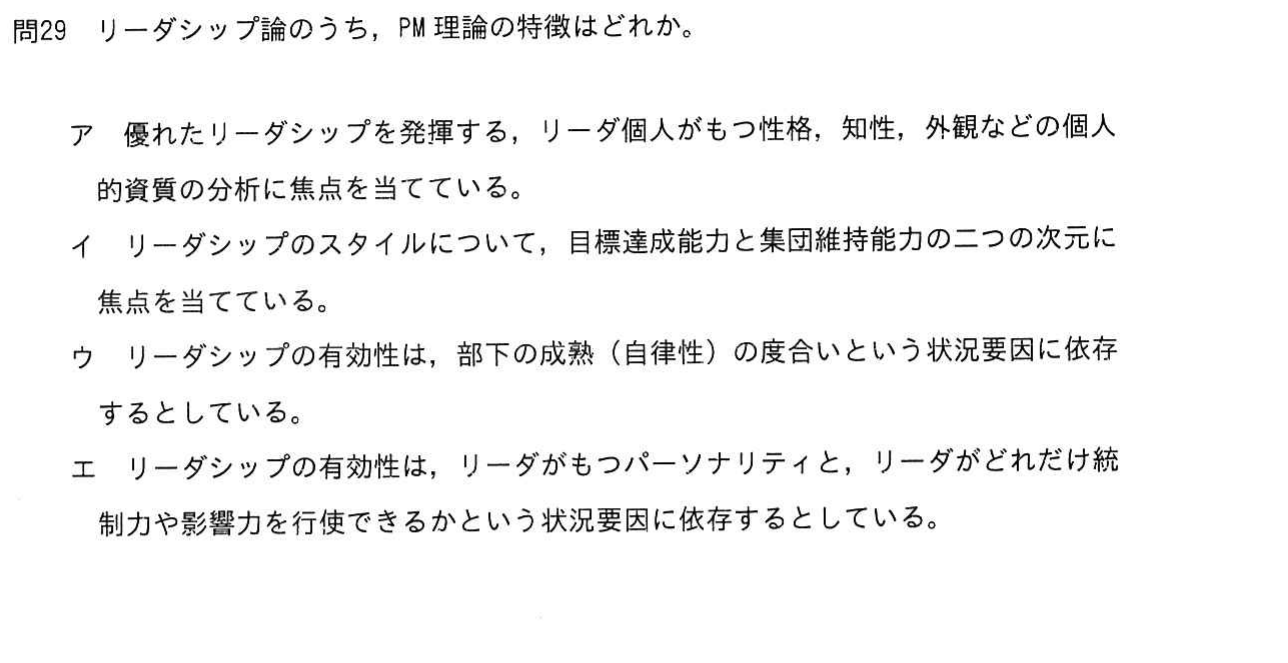 問29 リーダシップ論のうち，PM 理論の特徴はどれか。
ア 優れたリーダシップを発揮する，リーダ個人がもつ性格，知性，外観などの個人
的資質の分析に焦点を当てている。
イ リーダシップのスタイルについて，目標達成能力と集団維持能力の二つの次元に
焦点を当てている。
ウ リーダシップの有効性は，部下の成熟（自律性）の度合いという状況要因に依存
するとしている。
エ リーダシップの有効性は，リーダがもつパーソナリティと，リーダがどれだけ統
制力や影響力を行使できるかという状況要因に依存するとしている。